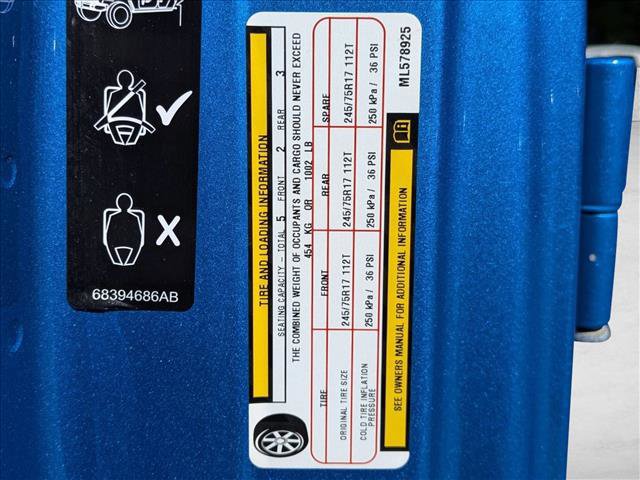 68394686AB
TIRE AND LOADING INFORMATION
SEATING CAPACITY - TOTAL 5 FRONT 2 REAR 3
THE COMBINED WEIGHT OF OCCUPANTS AND CARGO SHOULD NEVER EXCEED
454 KG OR 1002 LB
TIRE FRONT REAR SPARE
ORIGINAL TIRE SIZE 245/75R17 112T 245/75R17 112T 245/75R17 112T
COLD TIRE INFLATION
PRESSURE 250 kPa / 36 PSI 250 kPa / 36 PSI 250 kPa / 36 PSI
SEE OWNERS MANUAL FOR ADDITIONAL INFORMATION
ML578925